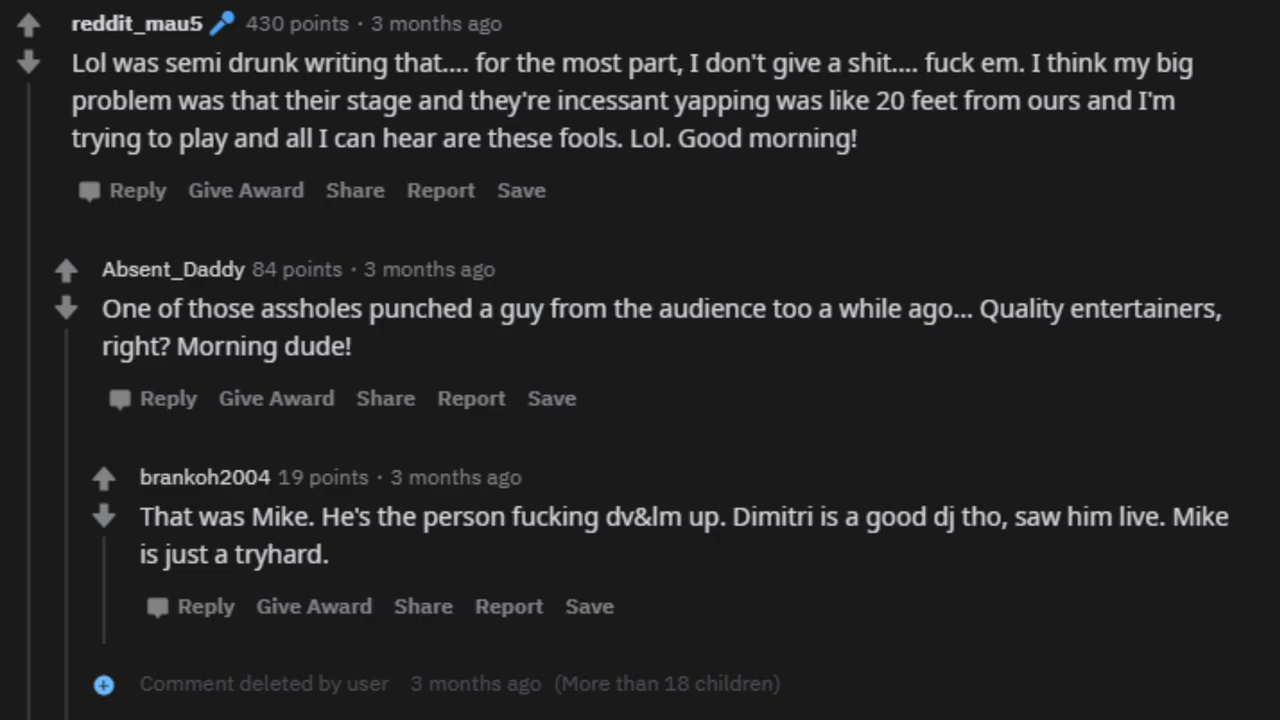 reddit_mau5 430 points · 3 months ago
Lol was semi drunk writing that.... for the most part, I don't give a shit.... fuck em. I think my big
problem was that their stage and they're incessant yapping was like 20 feet from ours and I'm
trying to play and all I can hear are these fools. Lol. Good morning!
Reply Give Award Share Report Save
Absent_Daddy 84 points · 3 months ago
One of those assholes punched a guy from the audience too a while ago... Quality entertainers,
right? Morning dude!
Reply Give Award Share Report Save
brankoh2004 19 points · 3 months ago
That was Mike. He's the person fucking dv&lm up. Dimitri is a good dj tho, saw him live. Mike
is just a tryhard.
Reply Give Award Share Report Save
Comment deleted by user 3 months ago (More than 18 children)